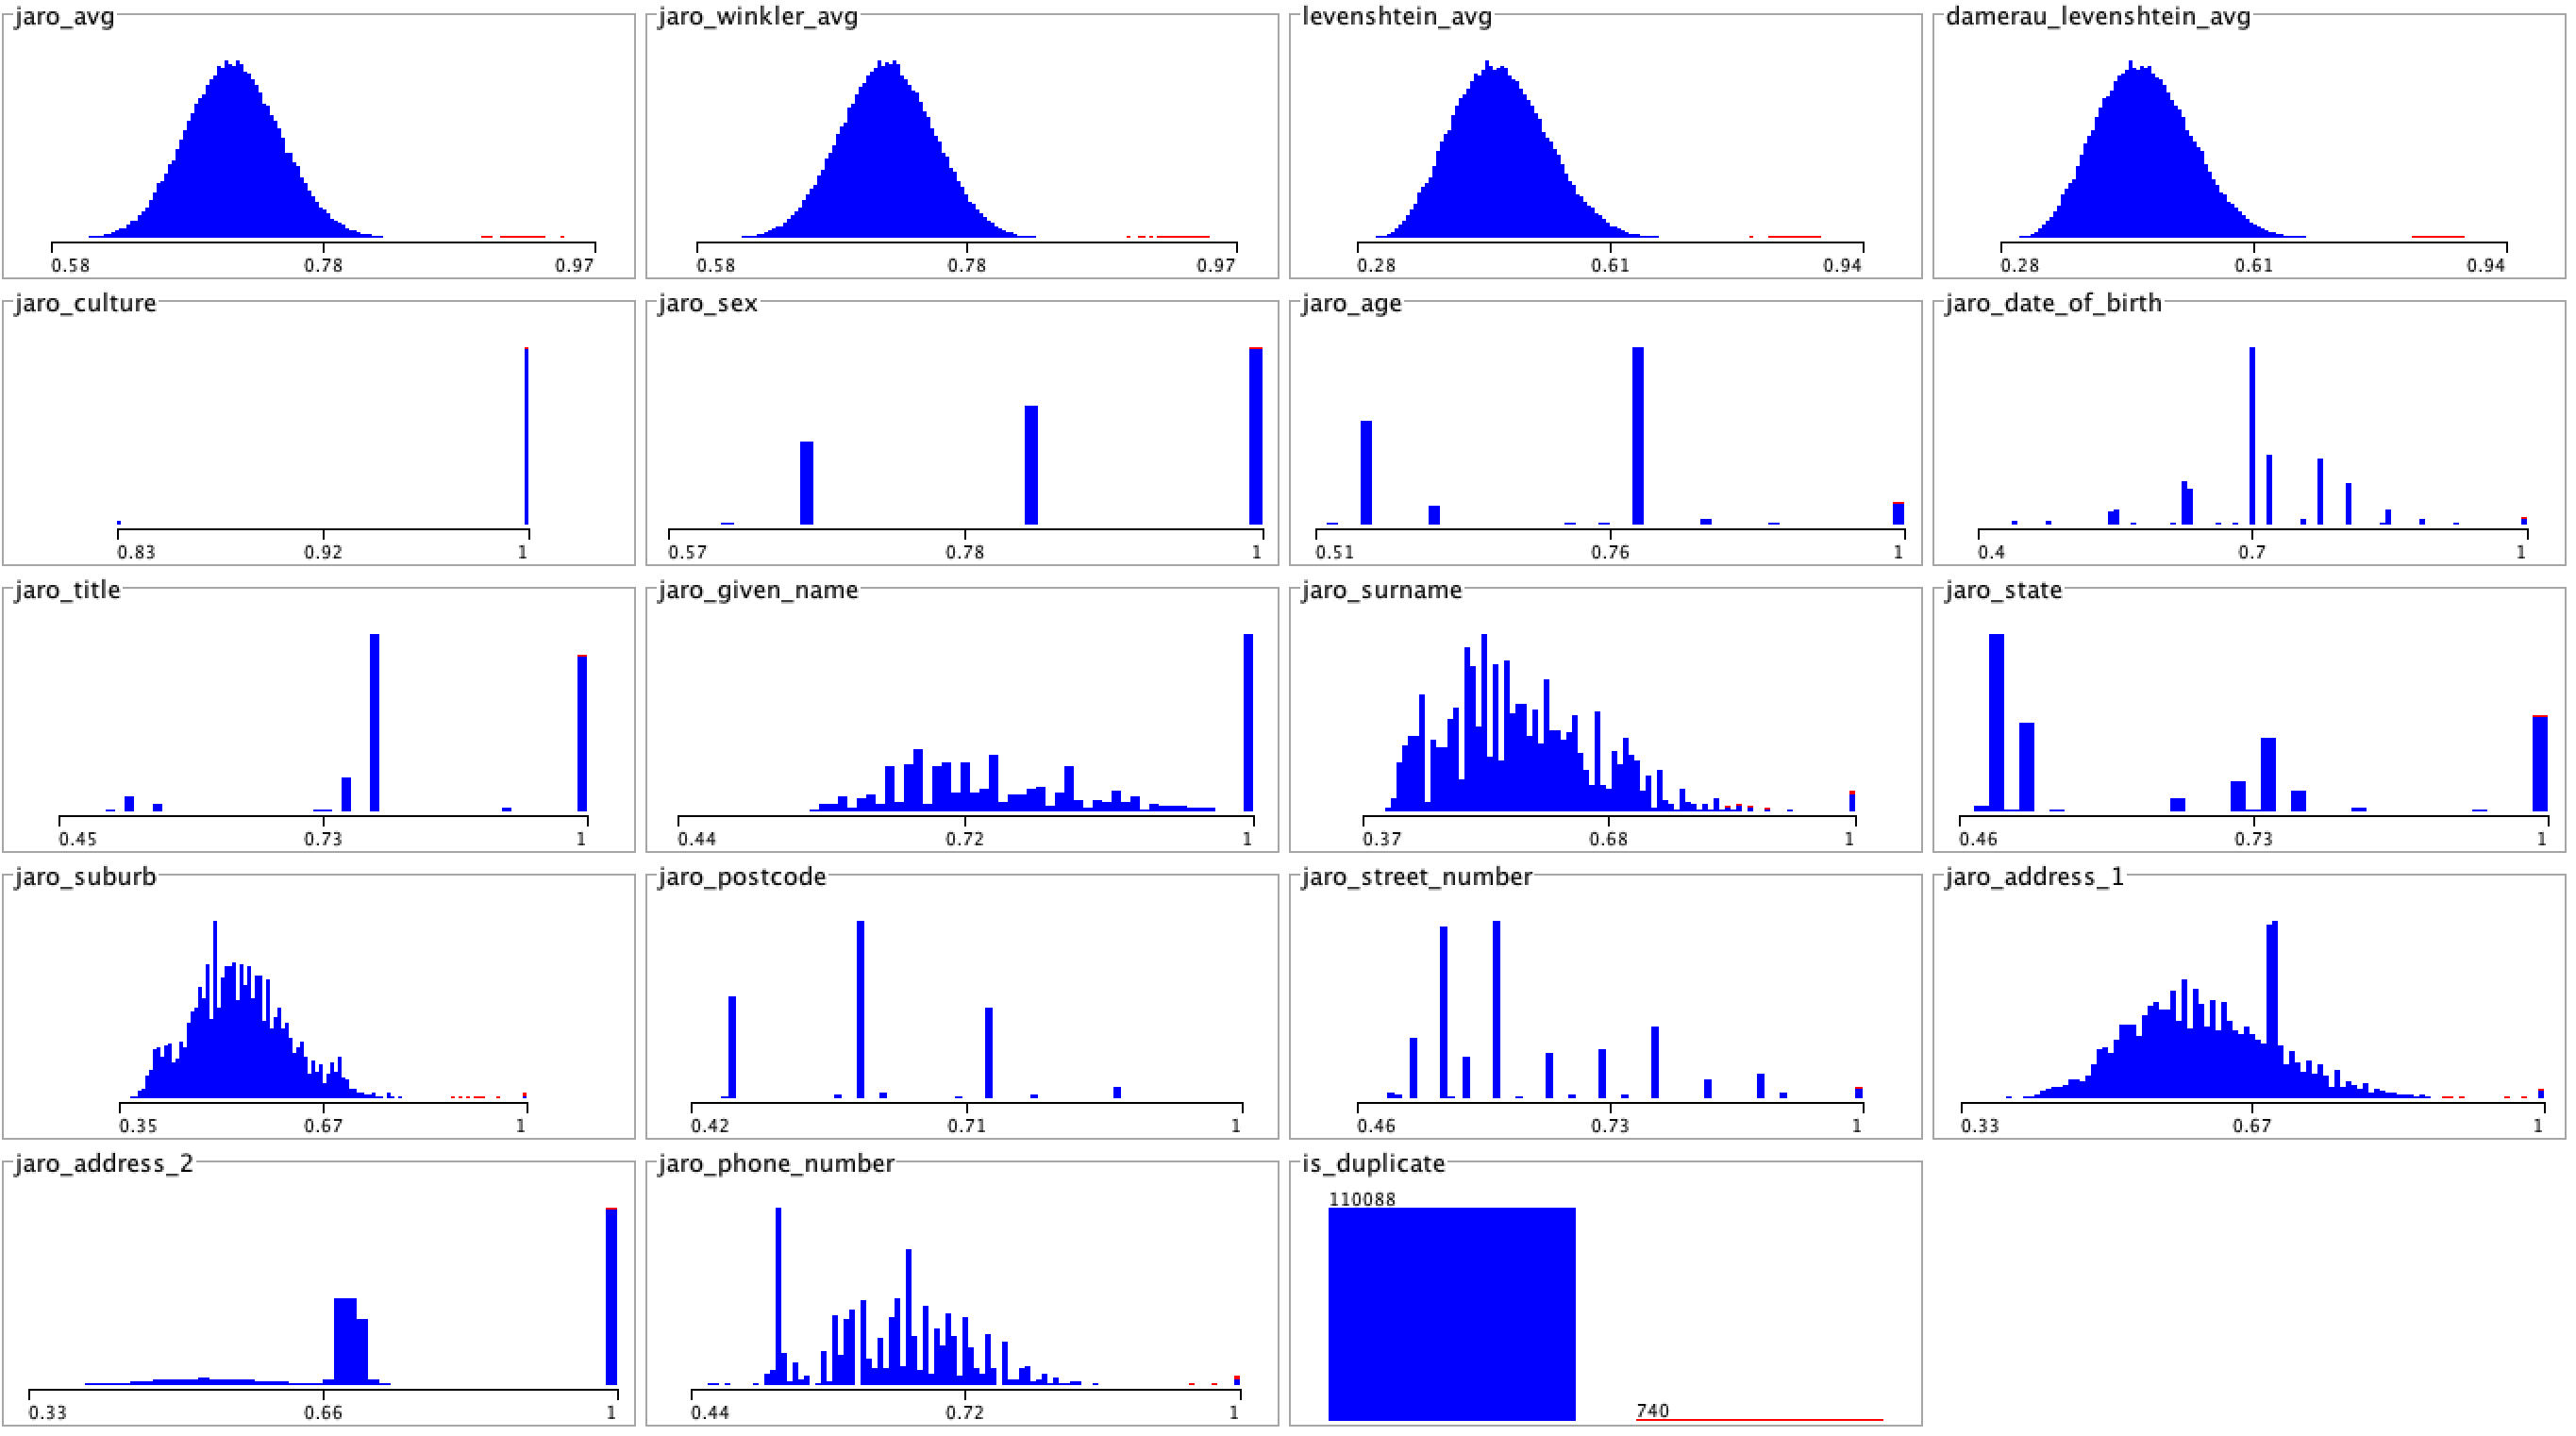 jaro_avg
0.58 0.78 0.97
jaro_winkler_avg
0.58 0.78 0.97
levenshtein_avg
0.28 0.61 0.94
damerau_levenshtein_avg
0.28 0.61 0.94
jaro_culture
0.83 0.92 1
jaro_sex
0.57 0.78 1
jaro_age
0.51 0.76 1
jaro_date_of_birth
0.4 0.7 1
jaro_title
0.45 0.73 1
jaro_given_name
0.44 0.72 1
jaro_surname
0.37 0.68 1
jaro_state
0.46 0.73 1
jaro_suburb
0.35 0.67 1
jaro_postcode
0.42 0.71 1
jaro_street_number
0.46 0.73 1
jaro_address_1
0.33 0.67 1
jaro_address_2
0.33 0.66 1
jaro_phone_number
0.44 0.72 1
is_duplicate
110088
740